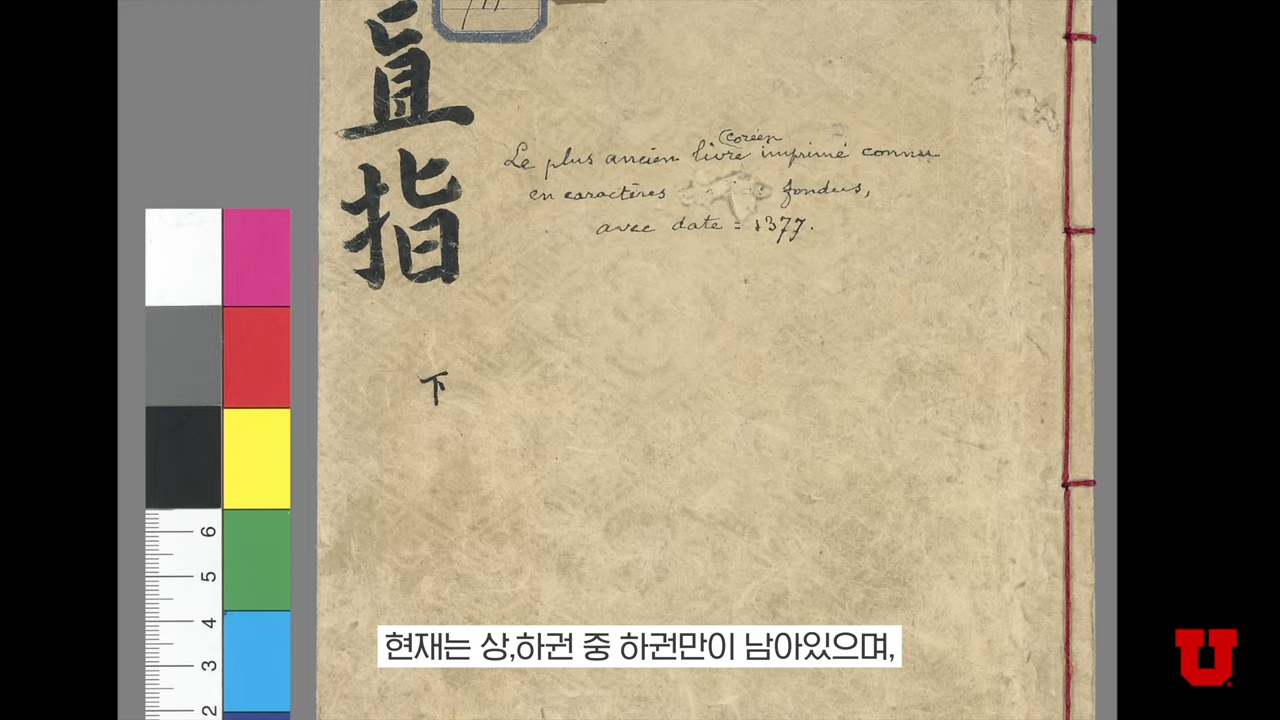 直指
下
Coréen
Le plus ancien livre imprimé connu
en caractères fondus,
avec date = 1377.
6
5
4
3
2
현재는 상,하권 중 하권만이 남아있으며,
U